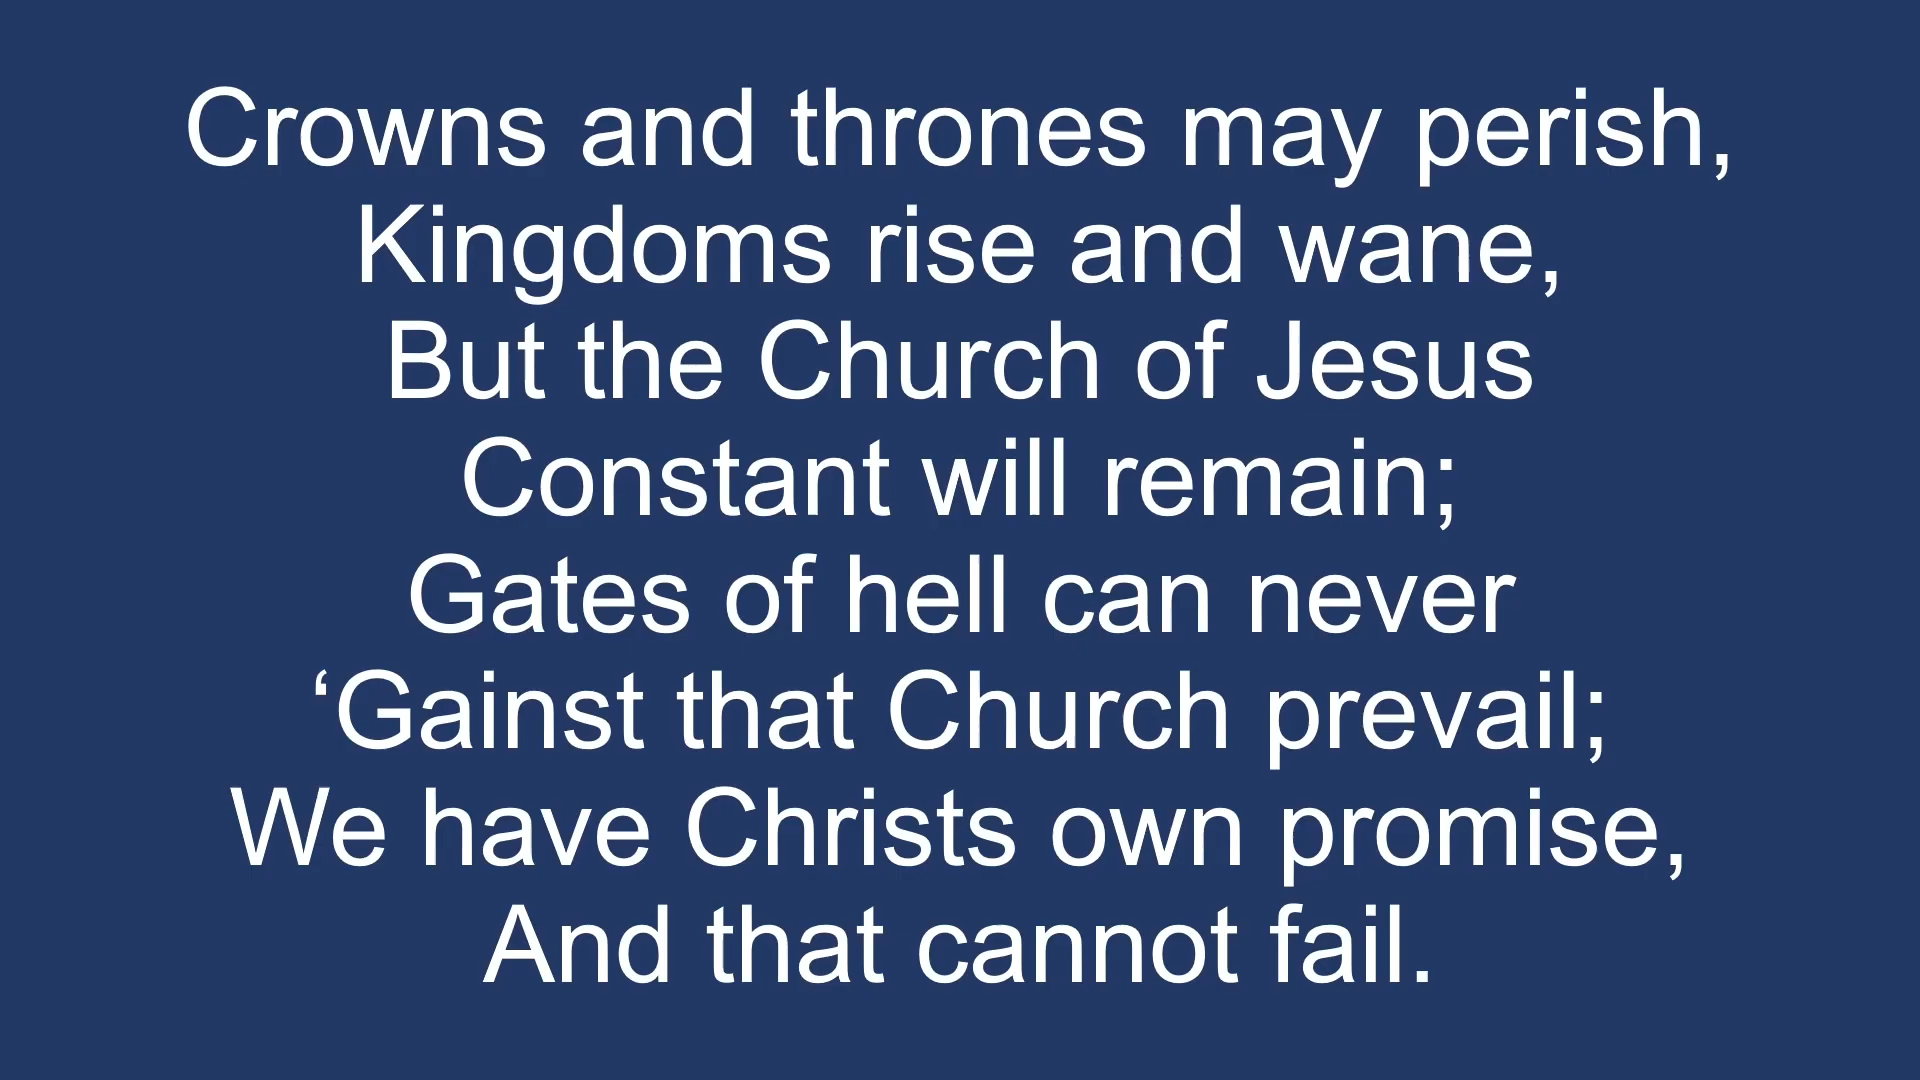 Crowns and thrones may perish,
Kingdoms rise and wane,
But the Church of Jesus
Constant will remain;
Gates of hell can never
‘Gainst that Church prevail;
We have Christs own promise,
And that cannot fail.